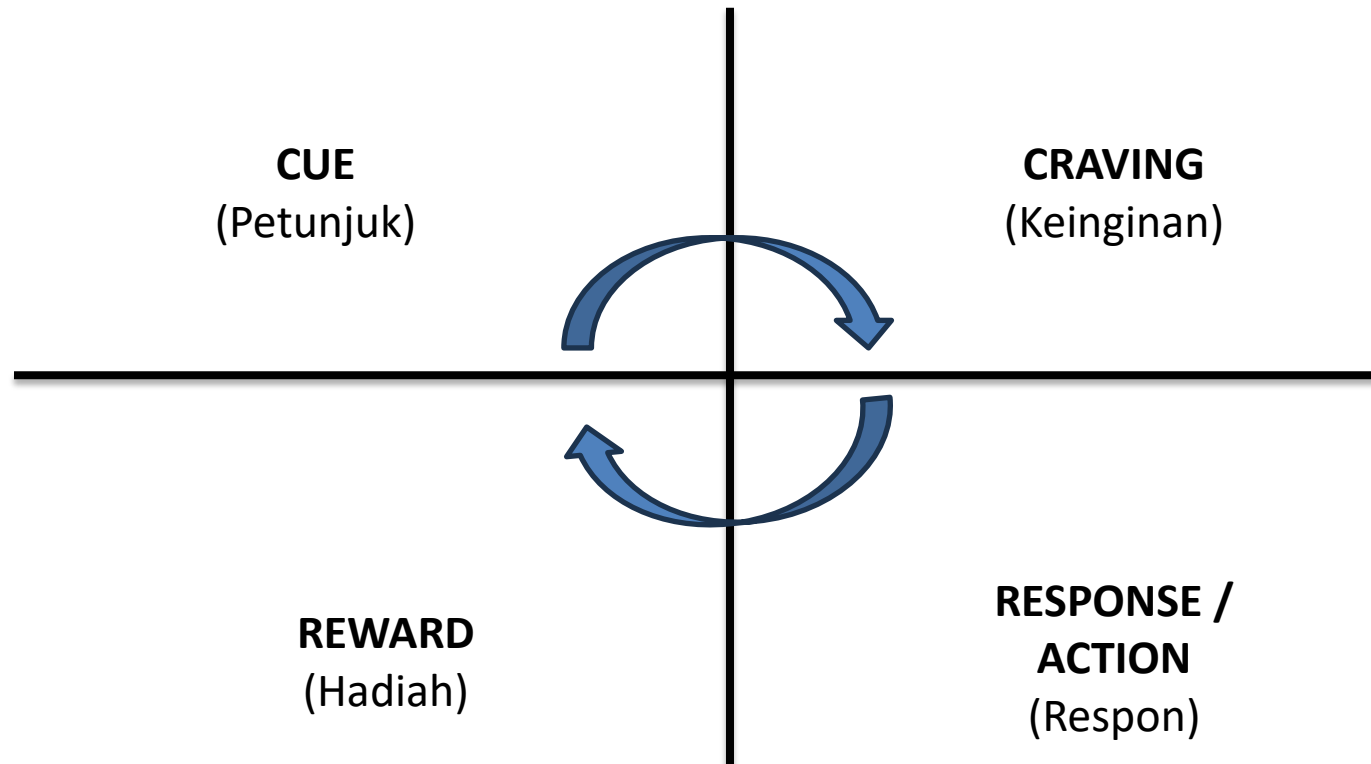 CUE
(Petunjuk)
CRAVING
(Keinginan)
REWARD
(Hadiah)
RESPONSE /
ACTION
(Respon)